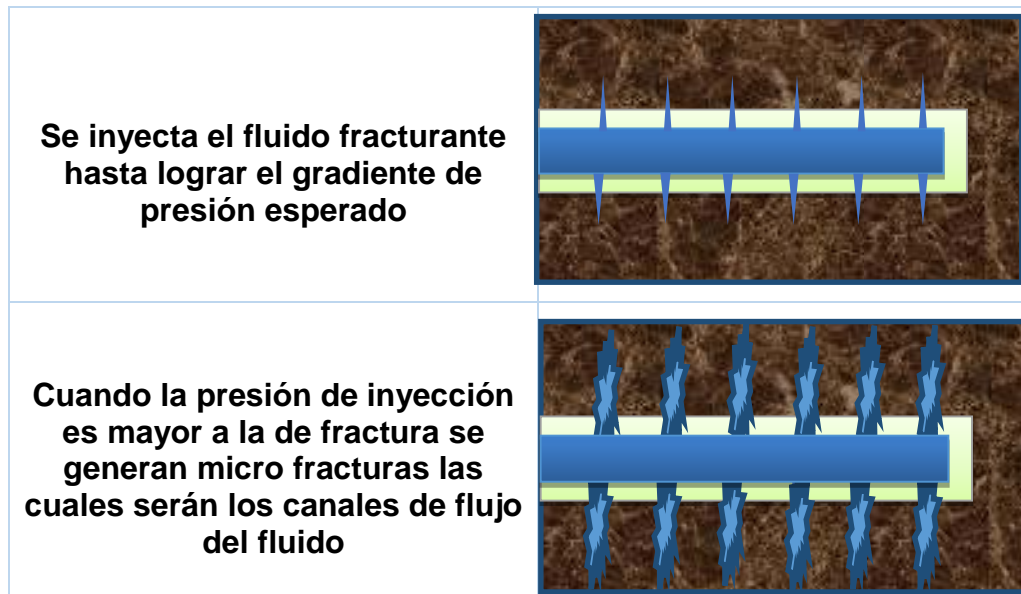 Se inyecta el fluido fracturante
hasta lograr el gradiente de
presión esperado
Cuando la presión de inyección
es mayor a la de fractura se
generan micro fracturas las
cuales serán los canales de flujo
del fluido